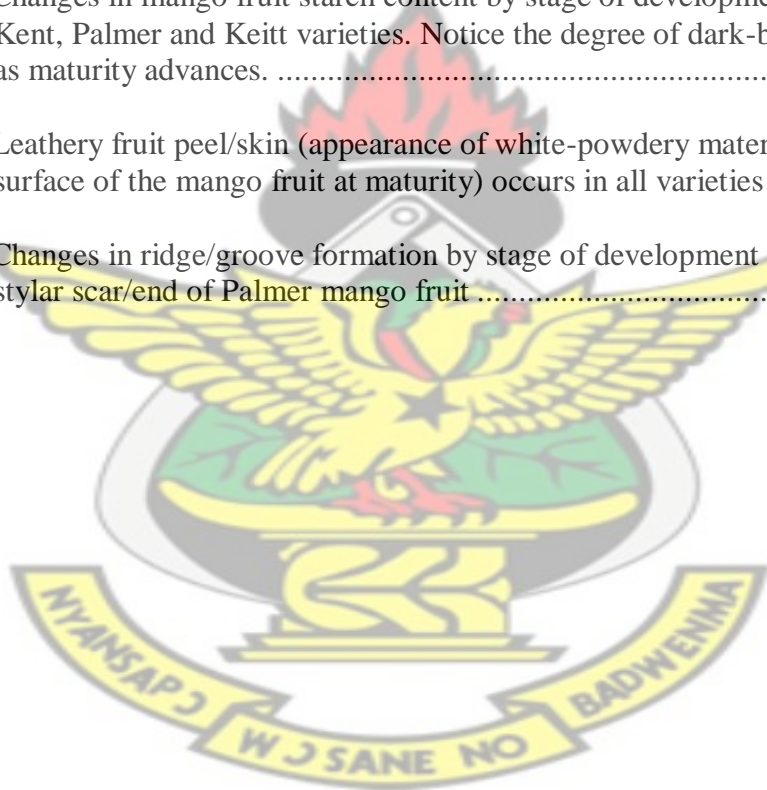 Changes in mango fruit starch content by stage of developmen
Kent, Palmer and Keitt varieties. Notice the degree of dark-b
as maturity advances. ....................................................
Leathery fruit peel/skin (appearance of white-powdery mater
surface of the mango fruit at maturity) occurs in all varieties
Changes in ridge/groove formation by stage of development
stylar scar/end of Palmer mango fruit ...............................
NYANSAPƆ
WƆSANE NO
BADWENMA